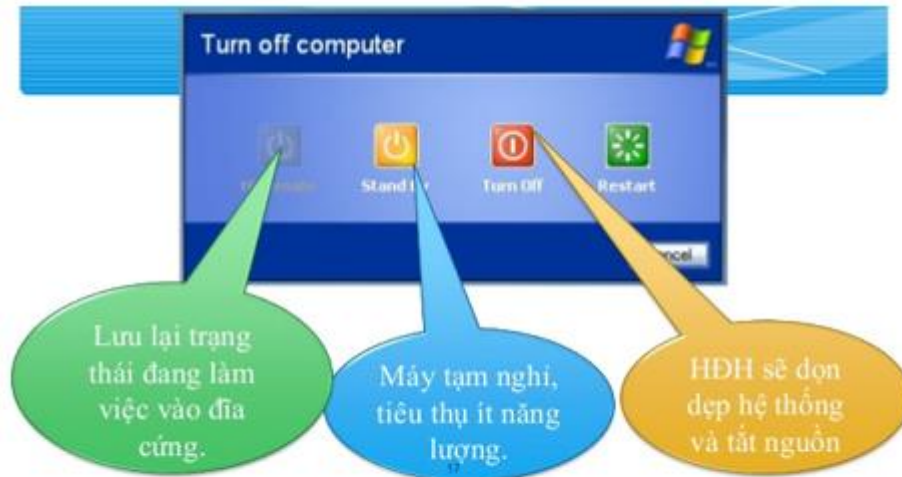 Turn off computer
Stand By
Turn Off
Restart
Lưu lại trạng
thái đang làm
việc vào đĩa
cứng.
Máy tạm nghỉ,
tiêu thụ ít năng
lượng.
17
HĐH sẽ dọn
dẹp hệ thống
và tắt nguồn